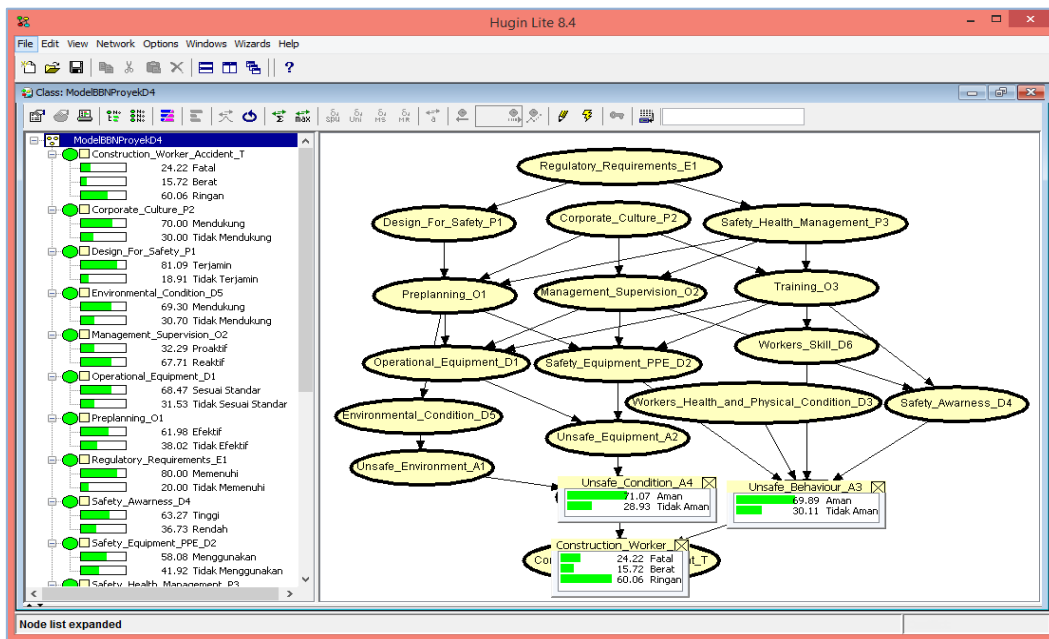 Hugin Lite 8.4
File Edit View Network Options Windows Wizards Help
Class: ModelBBNProyekD4
ModelBBNProyekD4
Construction_Worker_Accident_T
24.22 Fatal
15.72 Berat
60.06 Ringan
Corporate_Culture_P2
70.00 Mendukung
30.00 Tidak Mendukung
Design_For_Safety_P1
81.09 Terjamin
18.91 Tidak Terjamin
Environmental_Condition_D5
69.30 Mendukung
30.70 Tidak Mendukung
Management_Supervision_O2
32.29 Proaktif
67.71 Reaktif
Operational_Equipment_D1
68.47 Sesuai Standar
31.53 Tidak Sesuai Standar
Preplanning_O1
61.98 Efektif
38.02 Tidak Efektif
Regulatory_Requirements_E1
80.00 Memenuhi
20.00 Tidak Memenuhi
Safety_Awarness_D4
63.27 Tinggi
36.73 Rendah
Safety_Equipment_PPE_D2
58.08 Menggunakan
41.92 Tidak Menggunakan
Safety_Health_Management_P3
Regulatory_Requirements_E1
Design_For_Safety_P1
Corporate_Culture_P2
Safety_Health_Management_P3
Preplanning_O1
Management_Supervision_O2
Training_O3
Operational_Equipment_D1
Safety_Equipment_PPE_D2
Workers_Skill_D6
Environmental_Condition_D5
Workers_Health_and_Physical_Condition_D3
Safety_Awarness_D4
Unsafe_Equipment_A2
Unsafe_Environment_A1
Unsafe_Condition_A4
71.07 Aman
28.93 Tidak Aman
Unsafe_Behaviour_A3
69.89 Aman
30.11 Tidak Aman
Construction_Worker_
24.22 Fatal
15.72 Berat
60.06 Ringan
Node list expanded